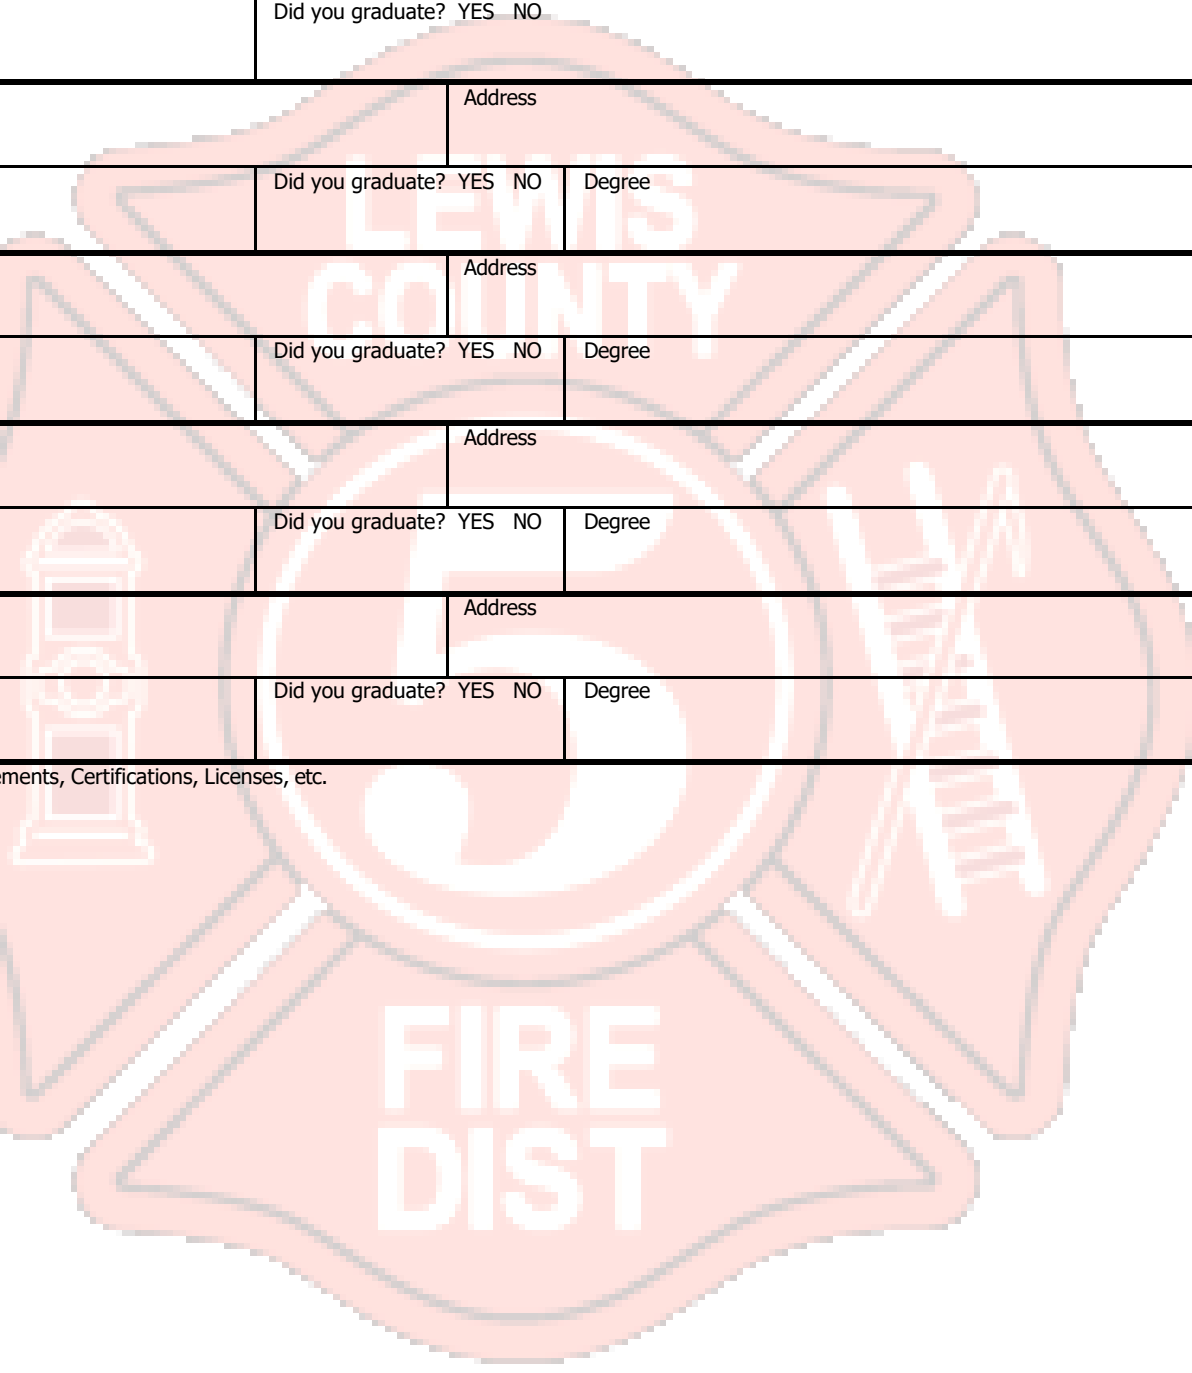 Did you graduate? YES NO
Address
Did you graduate? YES NO Degree
Address
Did you graduate? YES NO Degree
Address
Did you graduate? YES NO Degree
Address
Did you graduate? YES NO Degree
ements, Certifications, Licenses, etc.
LEWIS
COUNTY
5
FIRE
DIST